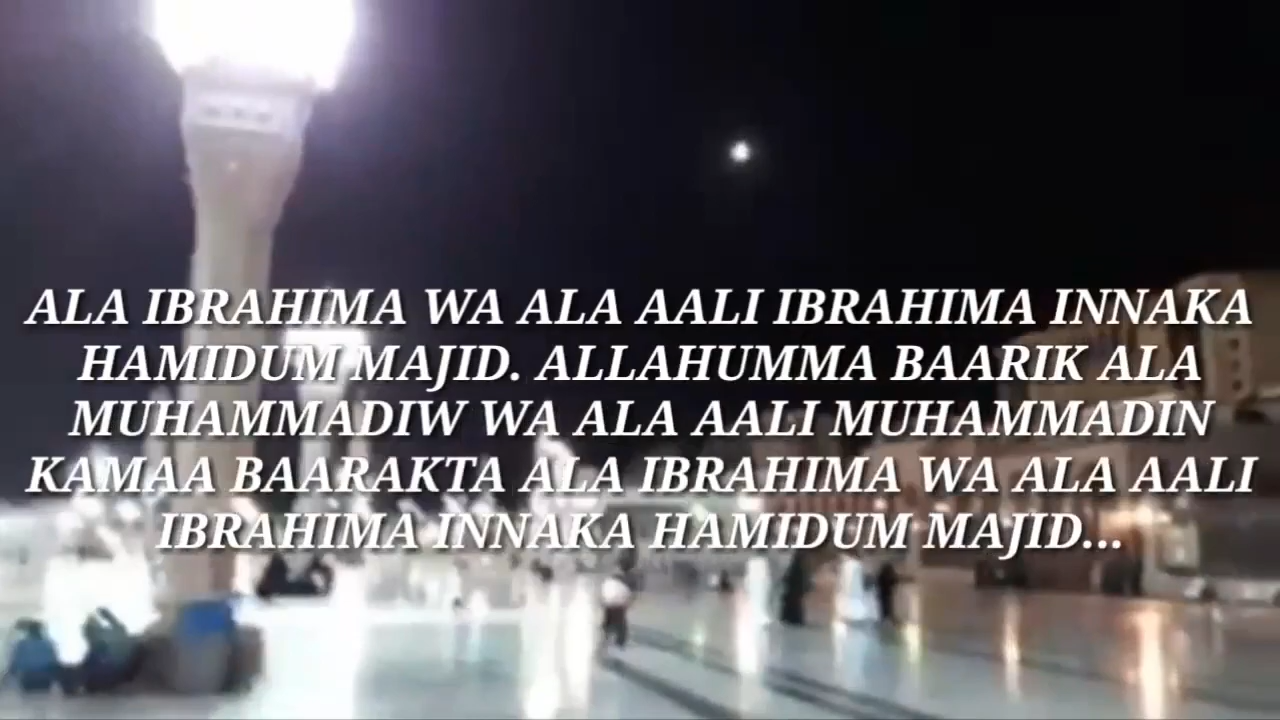 ALA IBRAHIMA WA ALA AALI IBRAHIMA INNAKA
HAMIDUM MAJID. ALLAHUMMA BAARIK ALA
MUHAMMADIW WA ALA AALI MUHAMMADIN
KAMAA BAARAKTA ALA IBRAHIMA WA ALA AALI
IBRAHIMA INNAKA HAMIDUM MAJID...